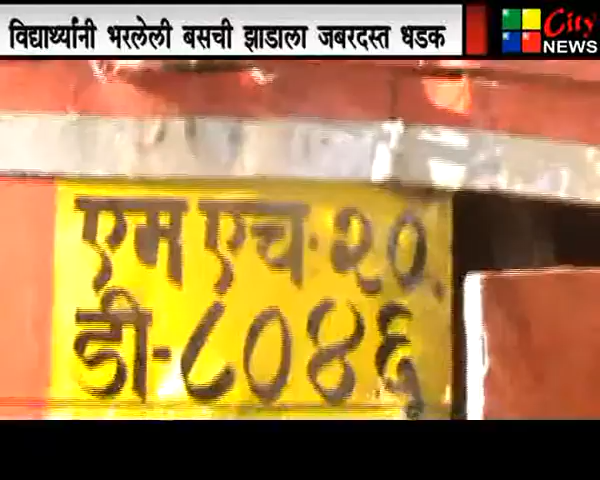 विद्यार्थ्यांनी भरलेली बसची झाडाला जबरदस्त धडक
City
NEWS
एम एच·२०.
डी-८०४६